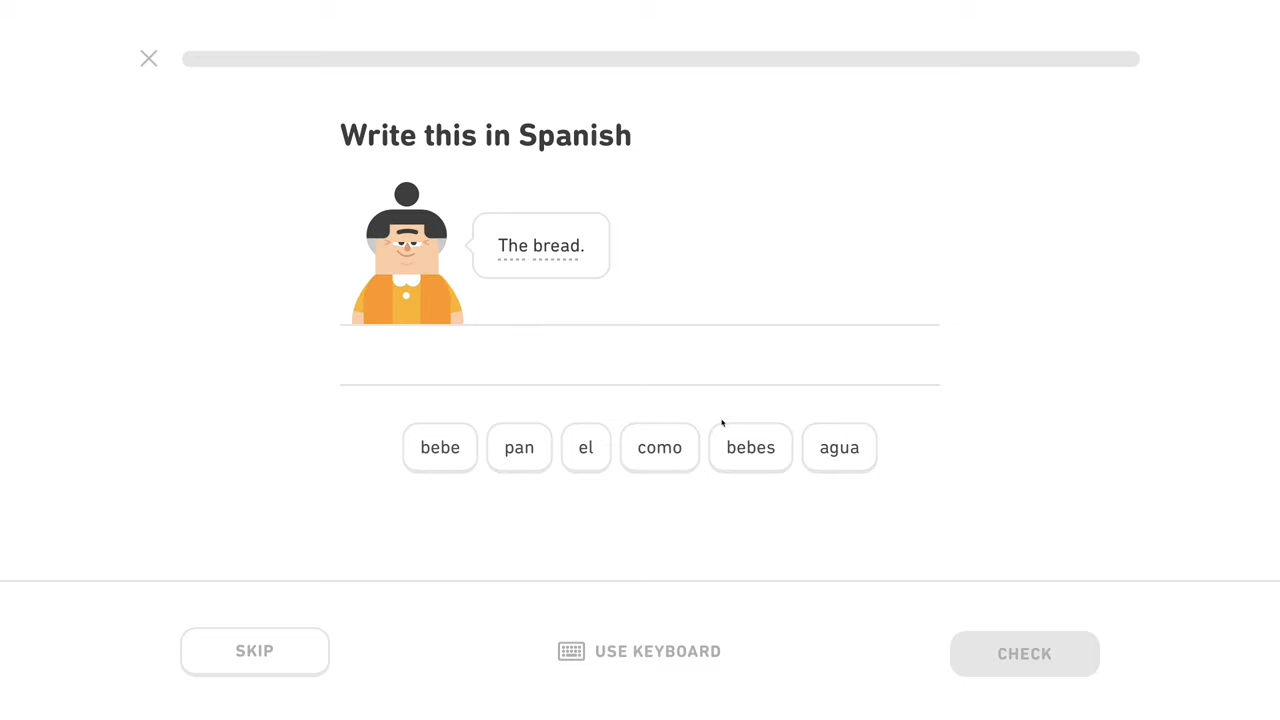 Write this in Spanish
The bread.
bebe pan el como bebes agua
SKIP USE KEYBOARD CHECK